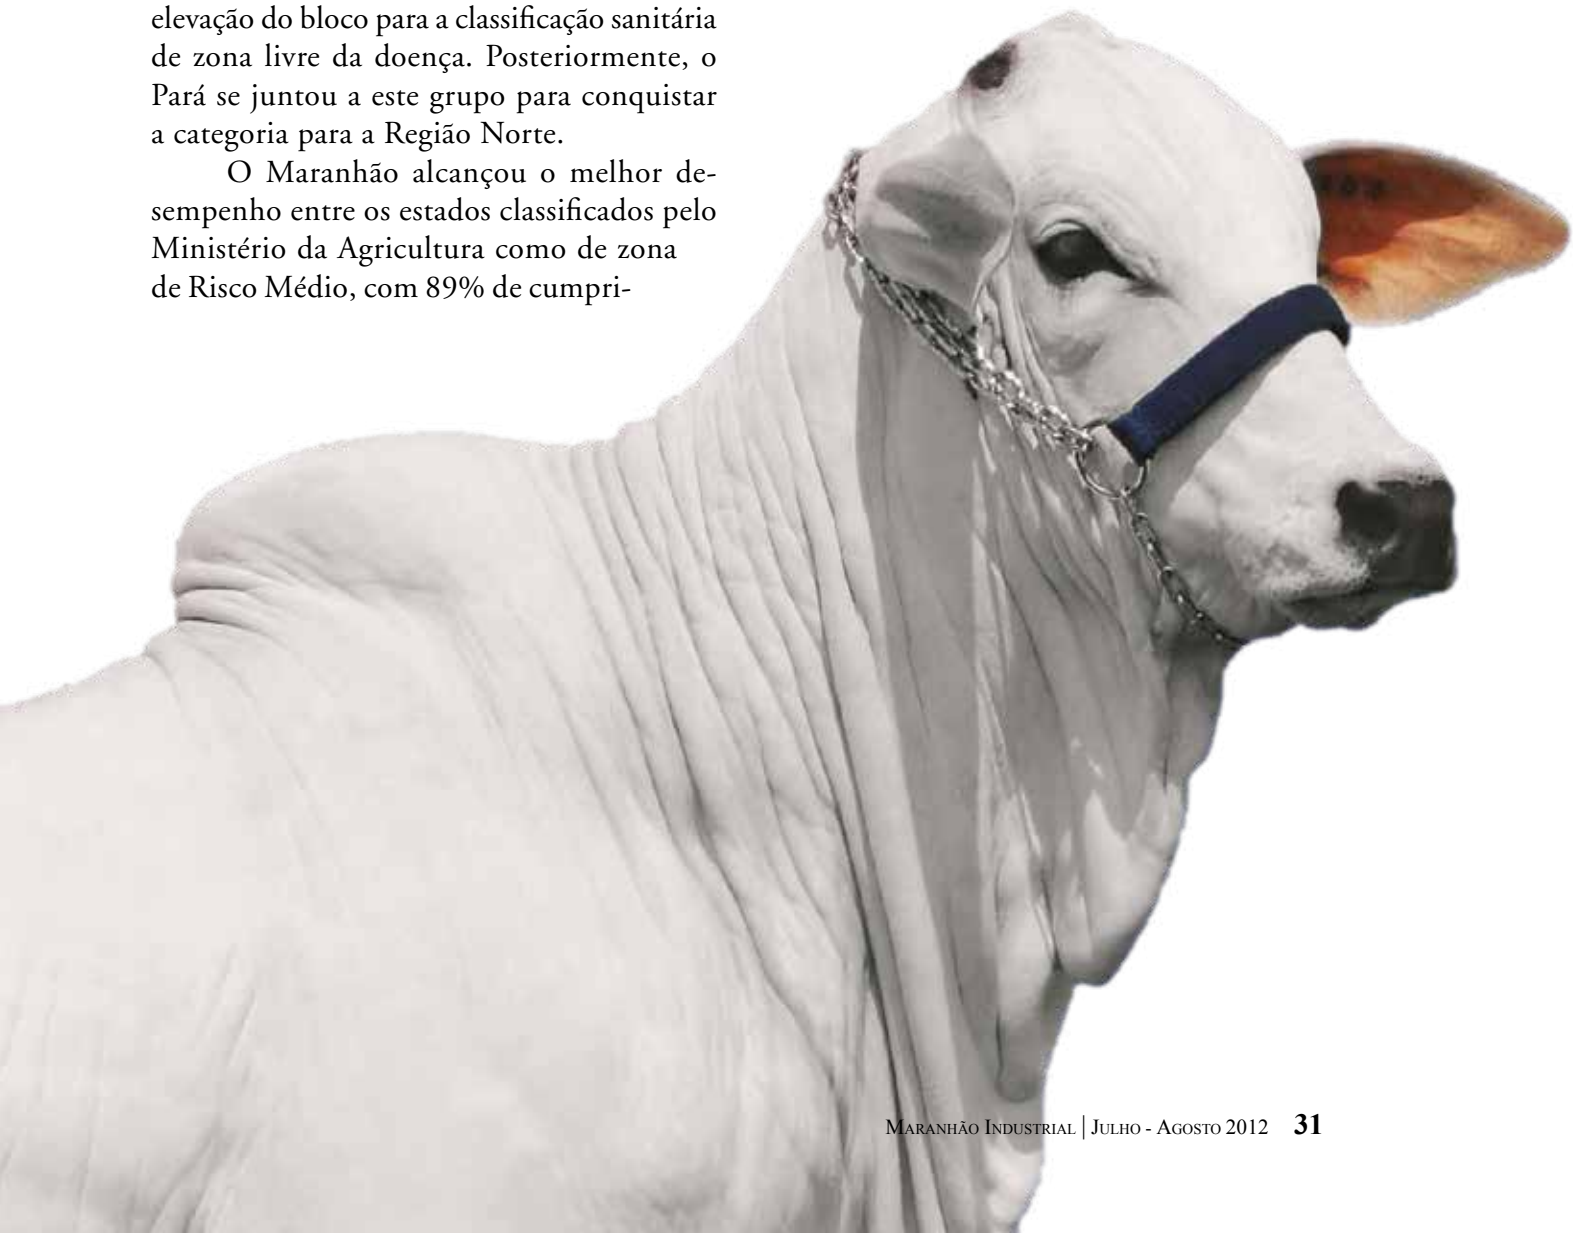 elevação do bloco para a classificação sanitária
de zona livre da doença. Posteriormente, o
Pará se juntou a este grupo para conquistar
a categoria para a Região Norte.
O Maranhão alcançou o melhor de-
sempenho entre os estados classificados pelo
Ministério da Agricultura como de zona
de Risco Médio, com 89% de cumpri-
Maranhão Industrial | Julho - Agosto 2012 31